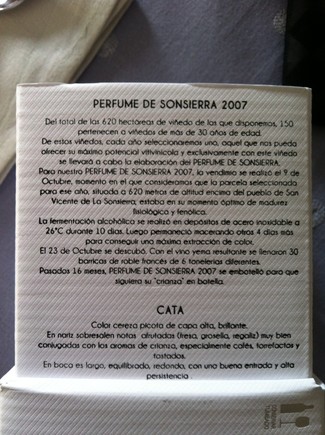 PERFUME DE SONSIERRA 2007
Del total de las 620 hectáreas de viñedo de las que disponemos, 150
pertenecen a viñedos de más de 30 años de edad.
De estos viñedos, cada año seleccionaremos uno, aquel que nos pueda
ofrecer su máximo potencial vitivinícola y exclusivamente con este viñedo
se llevará a cabo la elaboración del PERFUME DE SONSIERRA.
Para nuestro PERFUME DE SONSIERRA 2007, la vendimia se realizó el 9 de
Octubre, momento en el que consideramos que la parcela seleccionada
para ese año, situada a 620 metros de altitud encima del pueblo de San
Vicente de La Sonsierra, estaba en su momento óptimo de madurez
fisiológica y fenólica.
La fermentación alcohólica se realizó en depósitos de acero inoxidable a
26°C durante 10 días. Luego permaneció macerando otros 4 días más
para conseguir una máxima extracción de color.
El 23 de Octubre se descubó. Con el vino yema resultante se llenaron 30
barricas de roble francés de 6 tonelerías diferentes.
Pasados 16 meses, PERFUME DE SONSIERRA 2007 se embotelló para que
siguiera su "crianza" en botella.
CATA
Color cereza picota de capa alta, brillante.
En nariz sobresalen notas afrutadas (fresa, grosella, regaliz) muy bien
conjugadas con los aromas de crianza, especialmente cafés, torrefactos y
tostados.
En boca es largo, equilibrado, redondo, con una buena entrada y alta
persistencia.